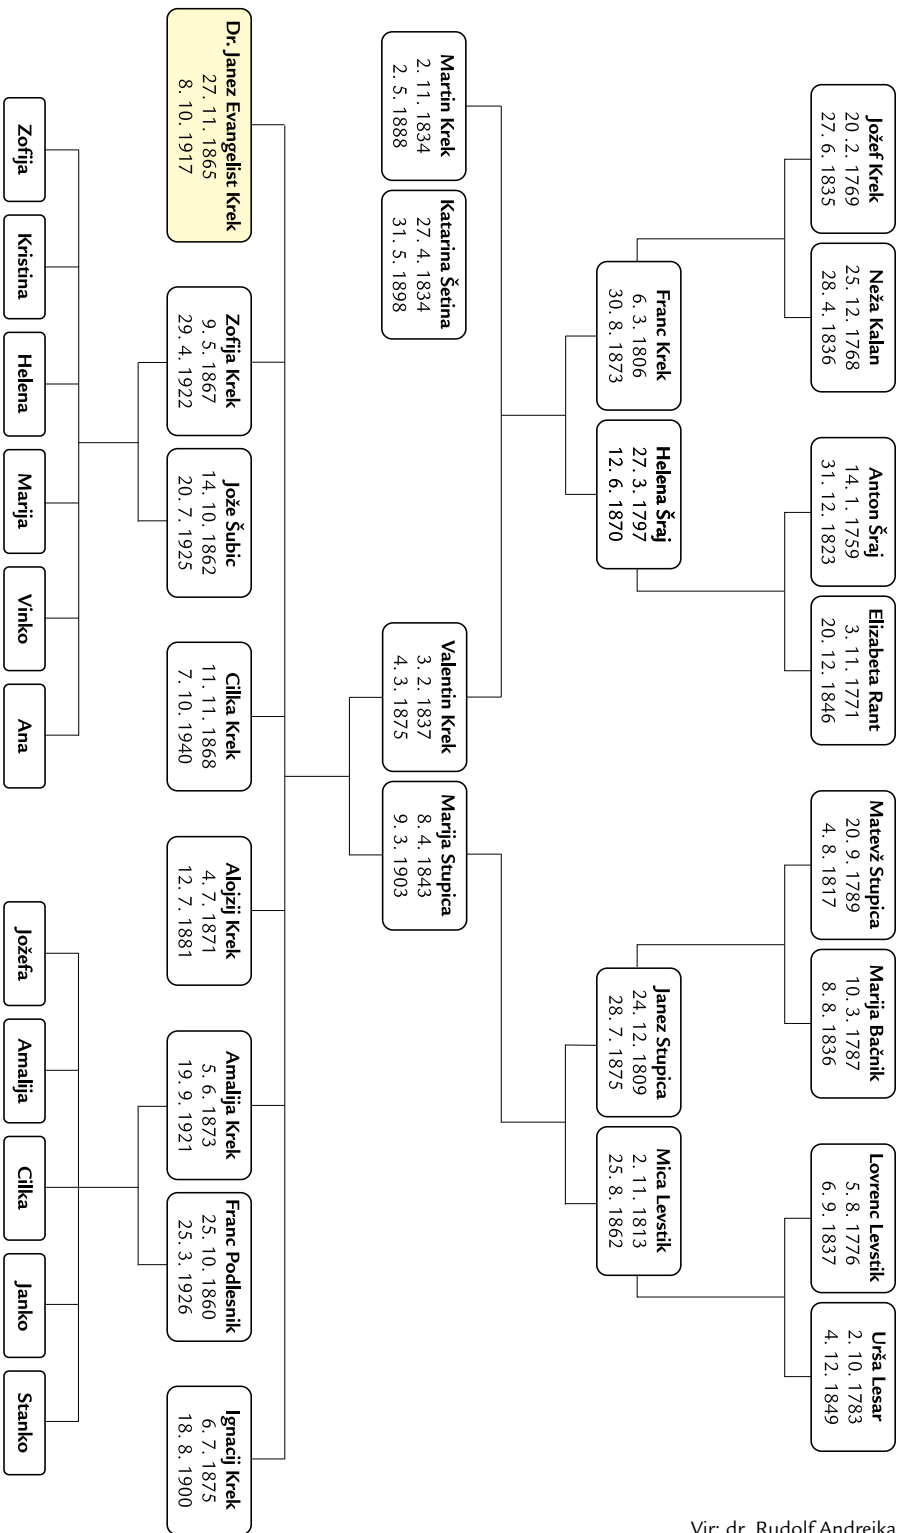 Jožef Krek
20 .2. 1769
27. 6. 1835
Neža Kalan
25. 12. 1768
28. 4. 1836
Anton Šraj
14. 1. 1759
31. 12. 1823
Elizabeta Rant
3. 11. 1771
20. 12. 1846
Matevž Stupica
20. 9. 1789
4. 8. 1817
Marija Bačnik
10. 3. 1787
8. 8. 1836
Lovrenc Levstik
5. 8. 1776
6. 9. 1837
Urša Lesar
2. 10. 1783
4. 12. 1849
Franc Krek
6. 3. 1806
30. 8. 1873
Helena Šraj
27. 3. 1797
12. 6. 1870
Janez Stupica
24. 12. 1809
28. 7. 1875
Mica Levstik
2. 11. 1813
25. 8. 1862
Martin Krek
2. 11. 1834
2. 5. 1888
Katarina Šetina
27. 4. 1834
31. 5. 1898
Valentin Krek
3. 2. 1837
4. 3. 1875
Marija Stupica
8. 4. 1843
9. 3. 1903
Dr. Janez Evangelist Krek
27. 11. 1865
8. 10. 1917
Zofija Krek
9. 5. 1867
29. 4. 1922
Jože Šubic
14. 10. 1862
20. 7. 1925
Cilka Krek
11. 11. 1868
7. 10. 1940
Alojzij Krek
4. 7. 1871
12. 7. 1881
Amalija Krek
5. 6. 1873
19. 9. 1921
Franc Podlesnik
25. 10. 1860
25. 3. 1926
Ignacij Krek
6. 7. 1875
18. 8. 1900
Zofija
Kristina
Helena
Marija
Vinko
Ana
Jožefa
Amalija
Cilka
Janko
Stanko
Vir: dr. Rudolf Andrejka